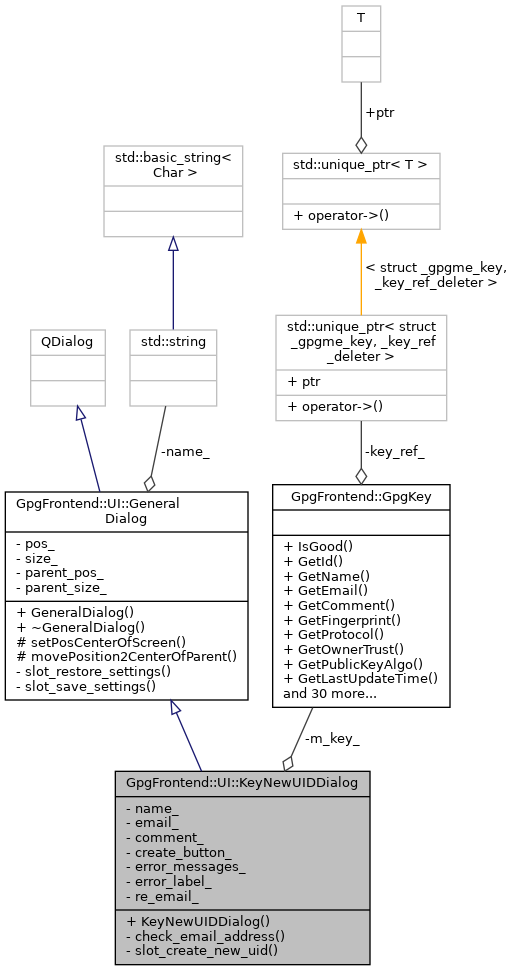 T
+ptr
std::basic_string<
Char >
std::unique_ptr< T >
+ operator->()
< struct _gpgme_key,
_key_ref_deleter >
QDialog
std::string
std::unique_ptr< struct
_gpgme_key, _key_ref
_deleter >
+ ptr
+ operator->()
-name_
-key_ref_
GpgFrontend::UI::General
Dialog
- pos_
- size_
- parent_pos_
- parent_size_
+ GeneralDialog()
+ ~GeneralDialog()
# setPosCenterOfScreen()
# movePosition2CenterOfParent()
- slot_restore_settings()
- slot_save_settings()
GpgFrontend::GpgKey
+ IsGood()
+ GetId()
+ GetName()
+ GetEmail()
+ GetComment()
+ GetFingerprint()
+ GetProtocol()
+ GetOwnerTrust()
+ GetPublicKeyAlgo()
+ GetLastUpdateTime()
and 30 more...
-m_key_
GpgFrontend::UI::KeyNewUIDDialog
- name_
- email_
- comment_
- create_button_
- error_messages_
- error_label_
- re_email_
+ KeyNewUIDDialog()
- check_email_address()
- slot_create_new_uid()